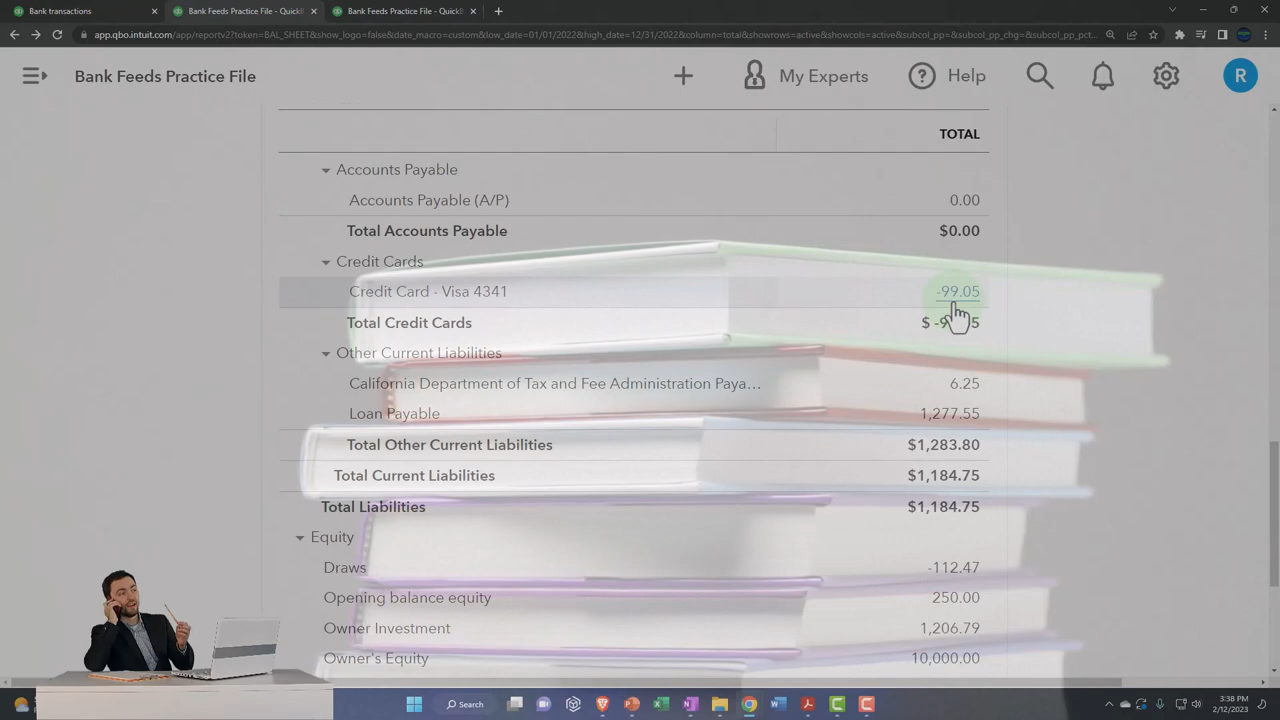 Bank transactions
Bank Feeds Practice File - QuickB
Bank Feeds Practice File - QuickB
app.qbo.intuit.com/app/reportv2?token=BAL_SHEET&show_logo=false&date_macro=custom&low_date=01/01/2022&high_date=12/31/2022&column=total&showrows=active&showcols=active&subcol_pp=&subcol_pp_chg=&subcol_pp_pct...
Bank Feeds Practice File
My Experts
Help
R
TOTAL
Accounts Payable
Accounts Payable (A/P) 0.00
Total Accounts Payable $0.00
Credit Cards
Credit Card - Visa 4341 -99.05
Total Credit Cards
Other Current Liabilities
California Department of Tax and Fee Administration Paya... 6.25
Loan Payable 1,277.55
Total Other Current Liabilities $1,283.80
Total Current Liabilities $1,184.75
Total Liabilities $1,184.75
Equity
Draws -112.47
Opening balance equity 250.00
Owner Investment 1,206.79
Owner's Equity 10,000.00
Search
3:38 PM
2/12/2023